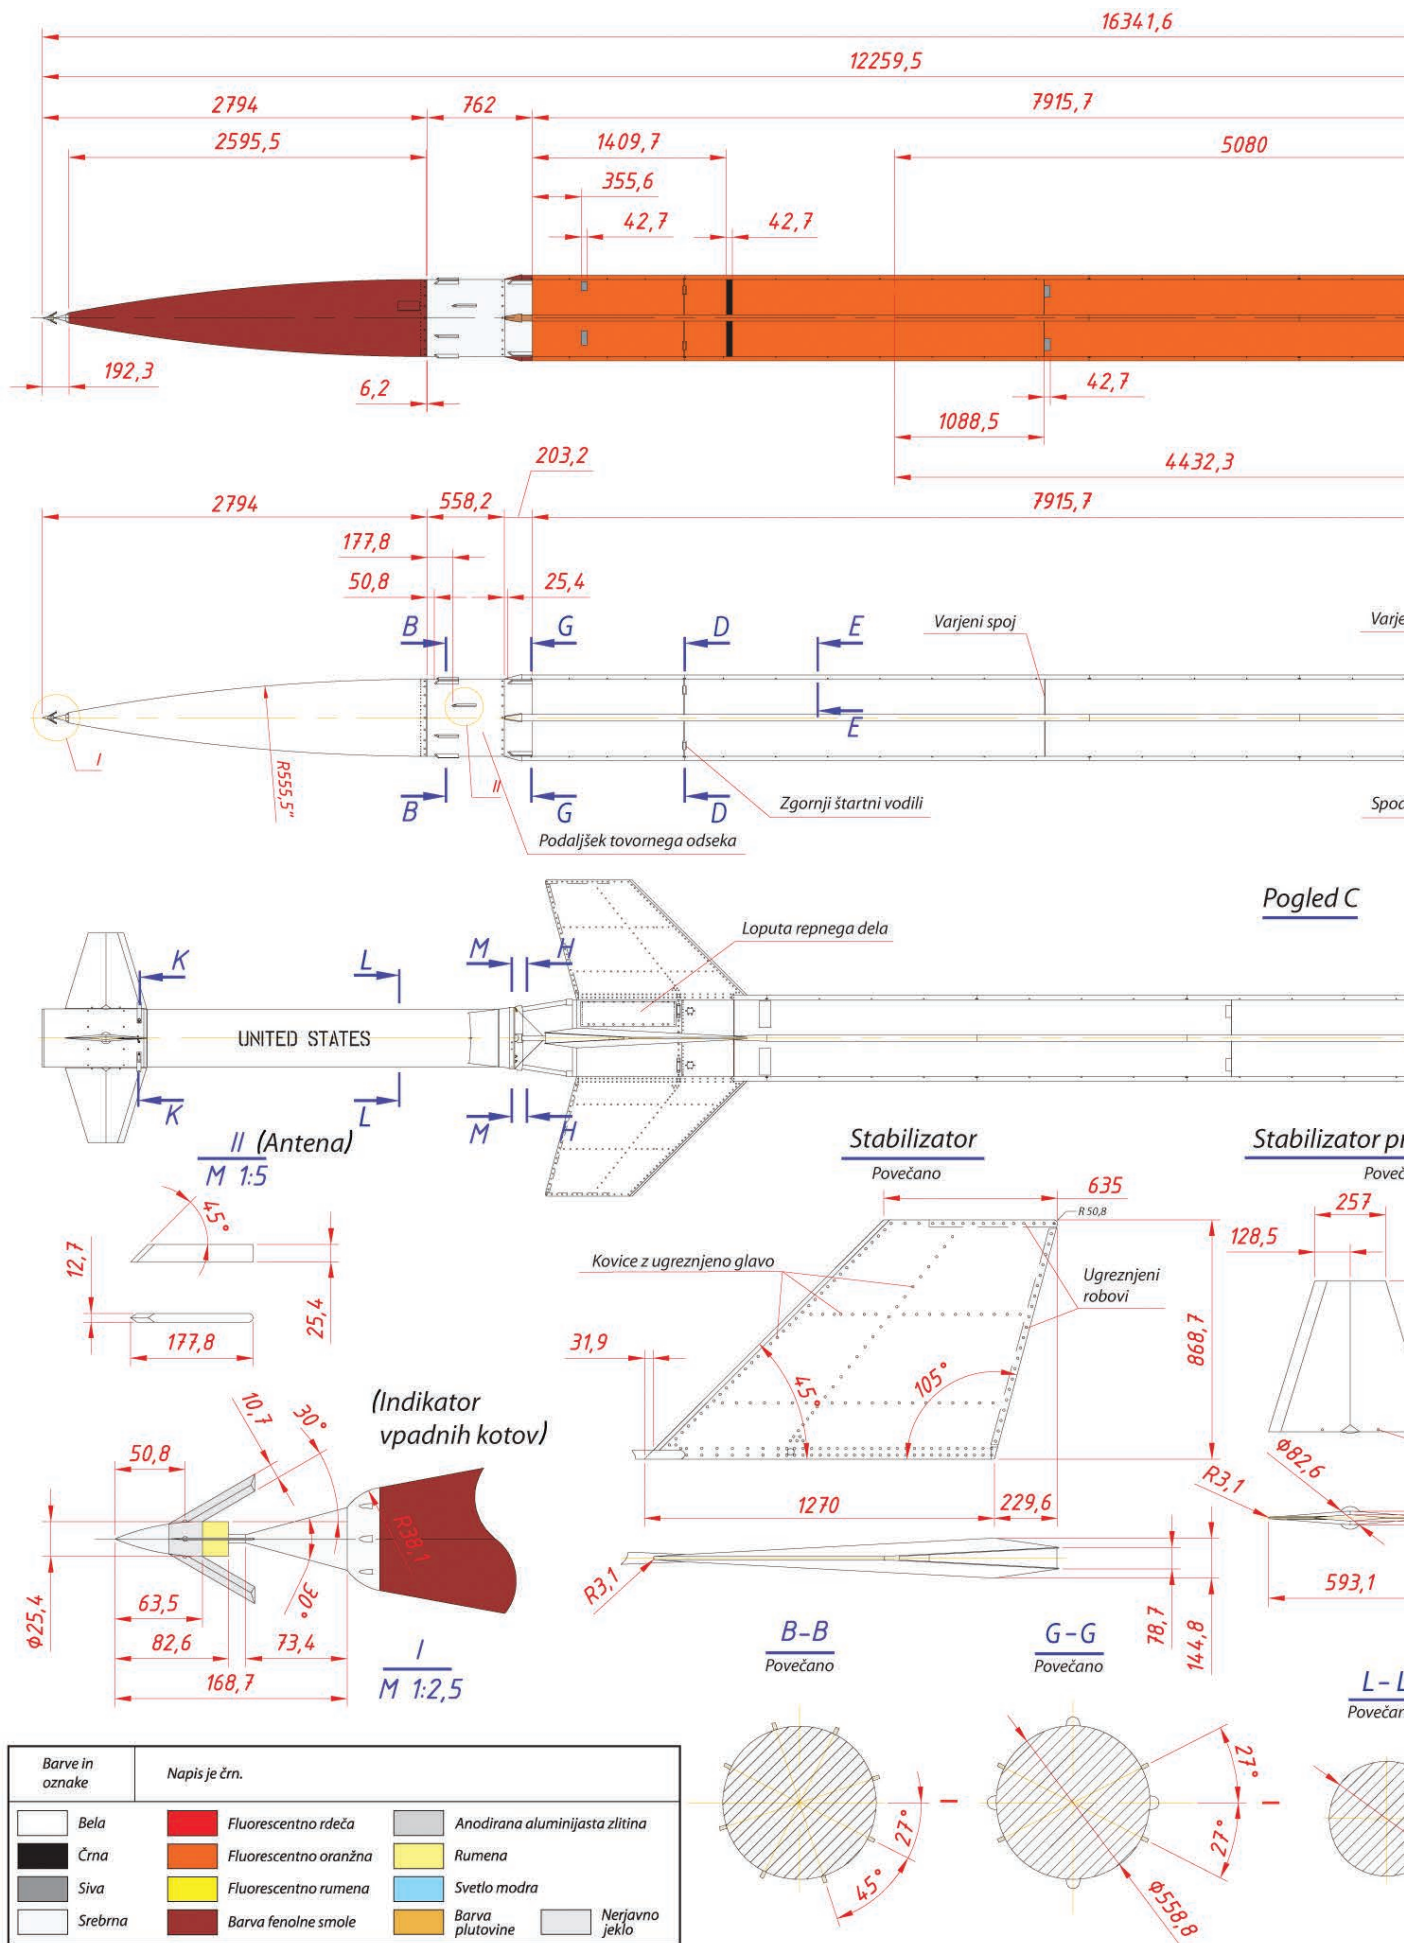 16341,6
12259,5
2794
762
7915,7
2595,5
1409,7
5080
355,6
42,7
42,7
192,3
6,2
42,7
1088,5
203,2
4432,3
2794
558,2
7915,7
177,8
50,8
25,4
B
G
D
E
Varjeni spoj
E
I
R555,5"
II
B
G
D
Zgornji štartni vodili
Podaljšek tovornega odseka
Pogled C
Loputa repnega dela
K
L
M
H
UNITED STATES
K
L
M
H
II (Antena)
M 1:5
Stabilizator
Povečano
45°
12,7
25,4
177,8
635
R 50,8
257
128,5
Kovice z ugreznjeno glavo
Ugreznjeni
robovi
31,9
45°
105°
868,7
1270
229,6
R3,1
78,7
144,8
Ø82,6
R3,1
593,1
(Indikator
vpadnih kotov)
10,7
30°
50,8
R38,1
30°
Ø25,4
63,5
82,6
73,4
168,7
I
M 1:2,5
B-B
Povečano
G-G
Povečano
27°
45°
I
27°
27°
I
Ø558,8
Barve in
oznake
Napis je črn.
Bela
Fluorescentno rdeča
Anodirana aluminijasta zlitina
Črna
Fluorescentno oranžna
Rumena
Siva
Fluorescentno rumena
Svetlo modra
Srebrna
Barva fenolne smole
Barva
plutovine
Nerjavno
jeklo